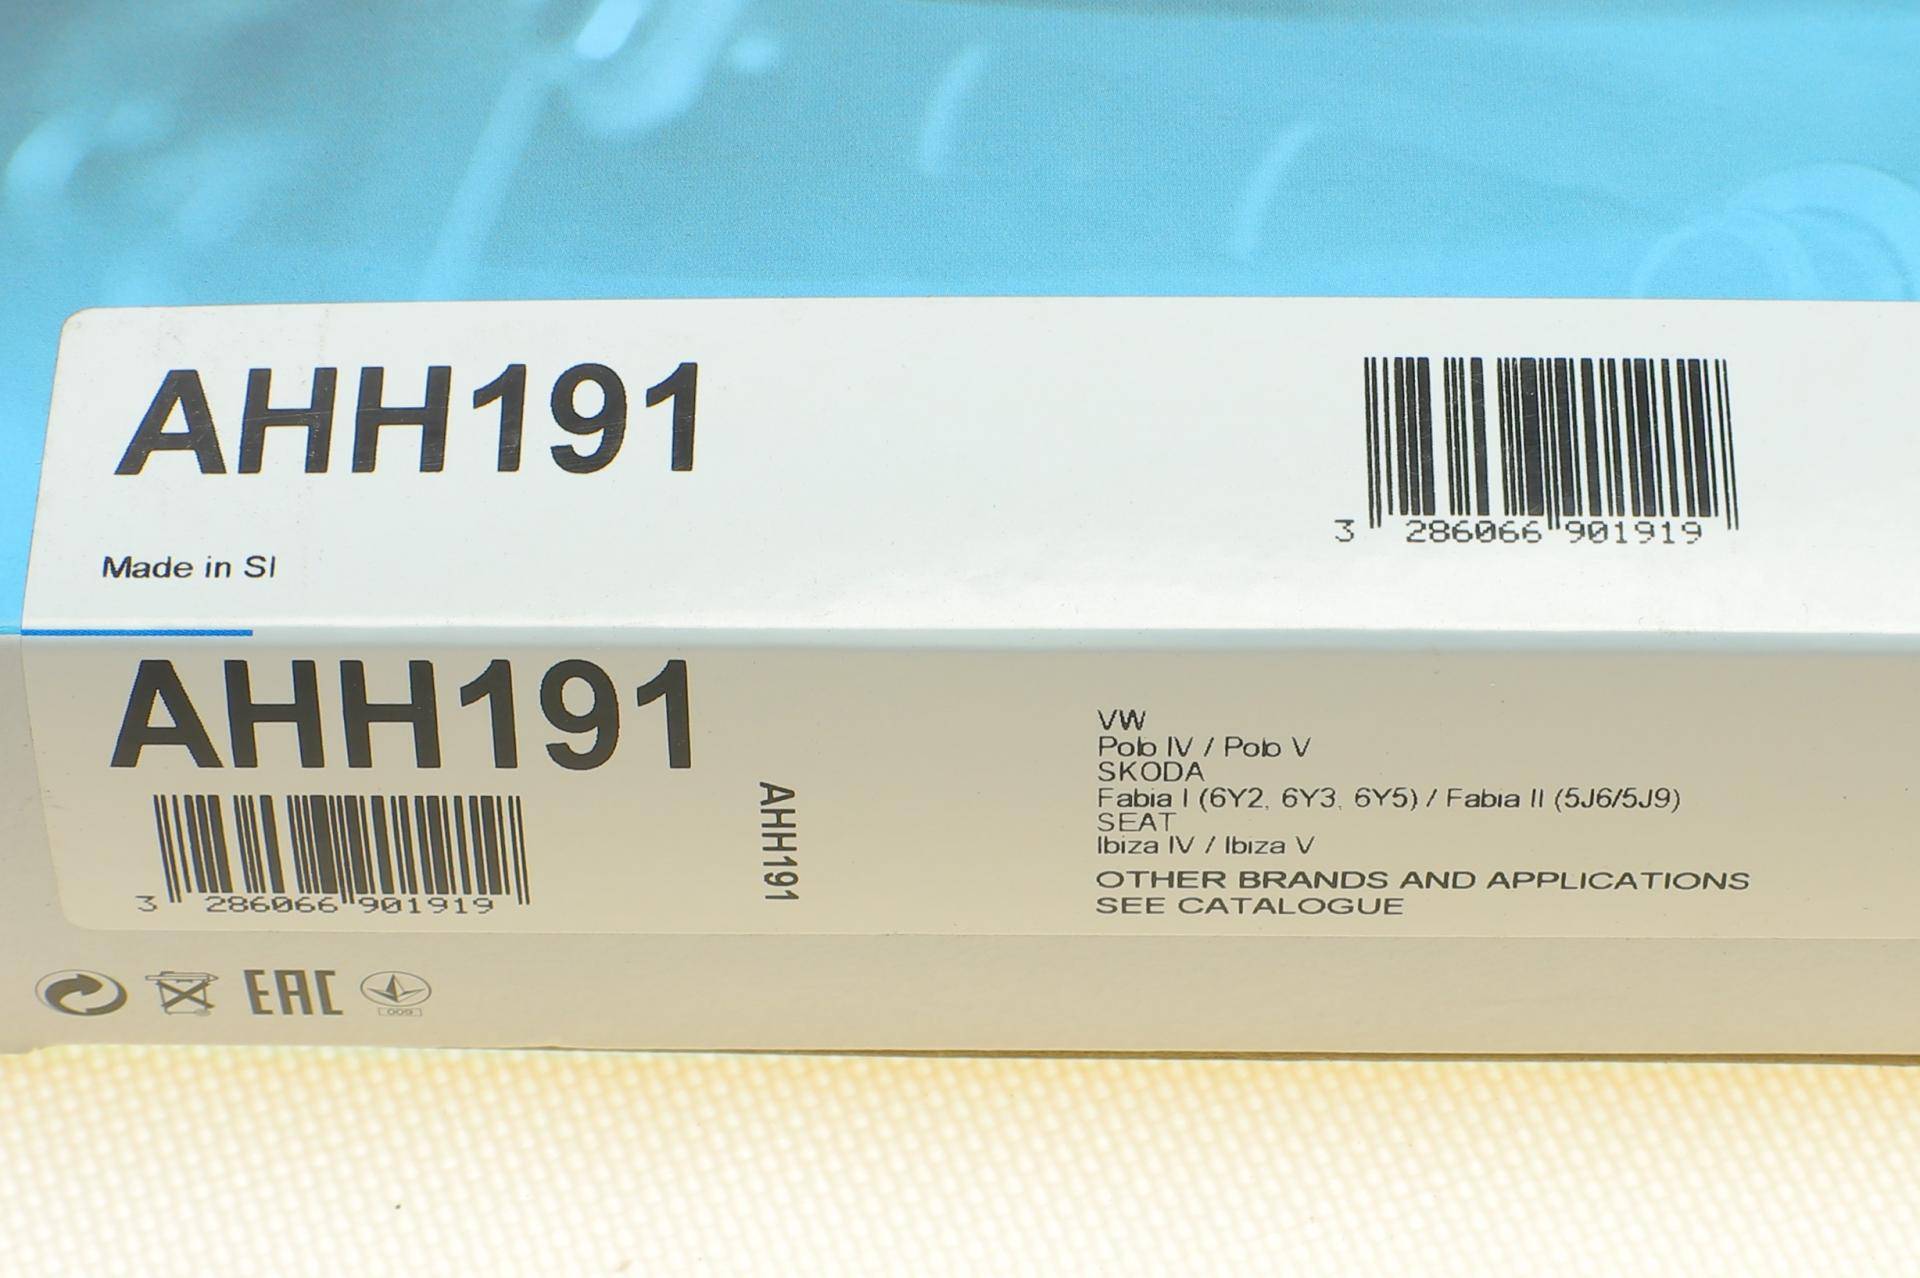 AHH191
3 286066 901919
Made in SI
AHH191
3 286066 901919
AHH191
VW
Polo IV / Polo V
SKODA
Fabia I (6Y2, 6Y3, 6Y5) / Fabia II (5J6/5J9)
SEAT
Ibiza IV / Ibiza V
OTHER BRANDS AND APPLICATIONS
SEE CATALOGUE
EAC
009